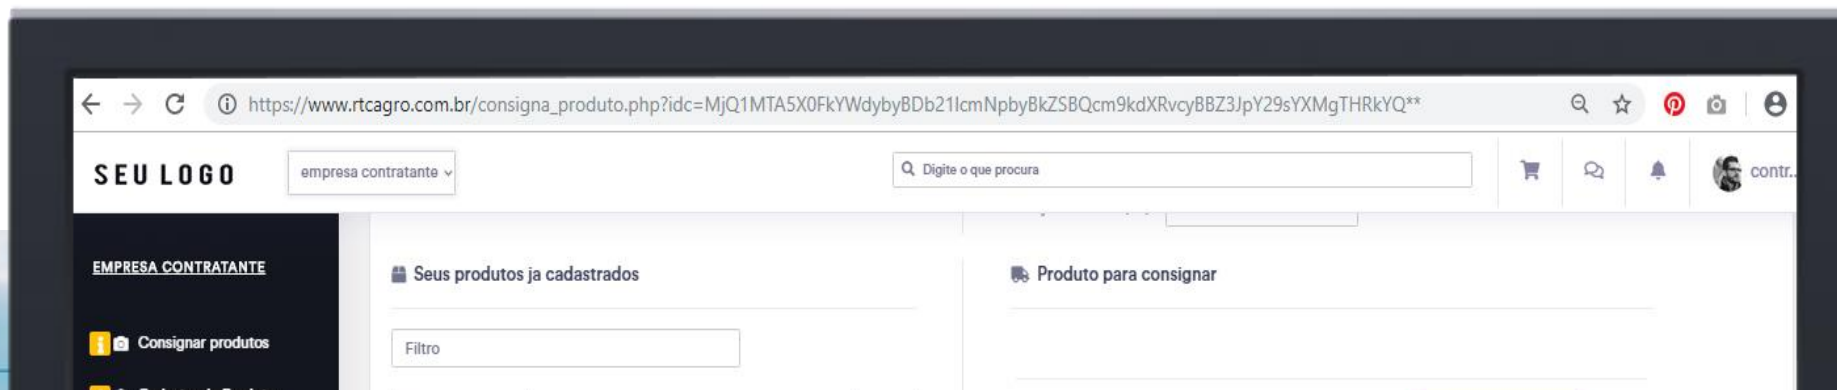 https://www.rtcagro.com.br/consigna_produto.php?idc=MjQ1MTA5X0FkYWdybyBDb21lcmNpbyBkZSBQcm9kdXRvcyBBZ3JpY29sYXMgTHRkYQ**
SEU LOGO
empresa contratante
Digite o que procura
contr..
EMPRESA CONTRATANTE
Seus produtos ja cadastrados
Produto para consignar
Consignar produtos
Filtro